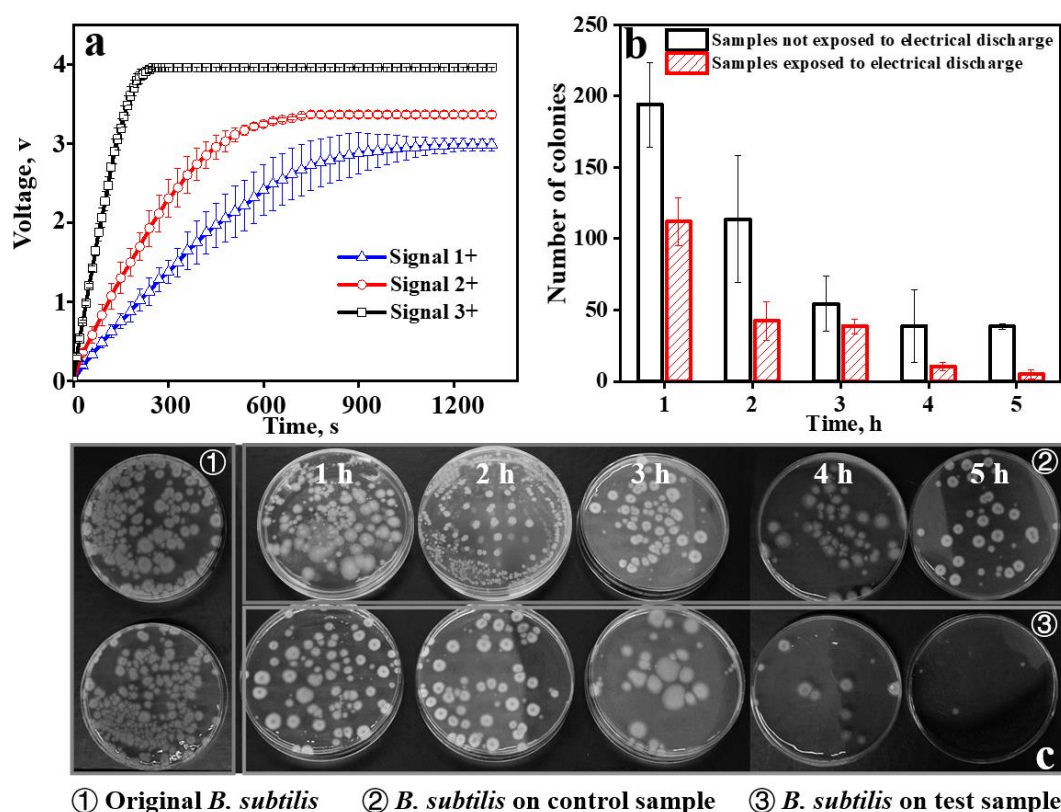 a
Voltage, v
4
3
2
1
0
0 300 600 900 1200
Time, s
Signal 1+
Signal 2+
Signal 3+
b
Number of colonies
250
200
150
100
50
0
1 2 3 4 5
Time, h
Samples not exposed to electrical discharge
Samples exposed to electrical discharge
①
1 h 2 h 3 h 4 h 5 h
②
③
c
① Original B. subtilis ② B. subtilis on control sample ③ B. subtilis on test sample